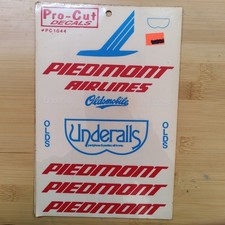 Pro-Cut
DECALS
#PC1044
PIEDMONT
AIRLINES
Oldsmobile
OLDS
Underalls
OLDS
PIEDMONT
PIEDMONT
PIEDMONT